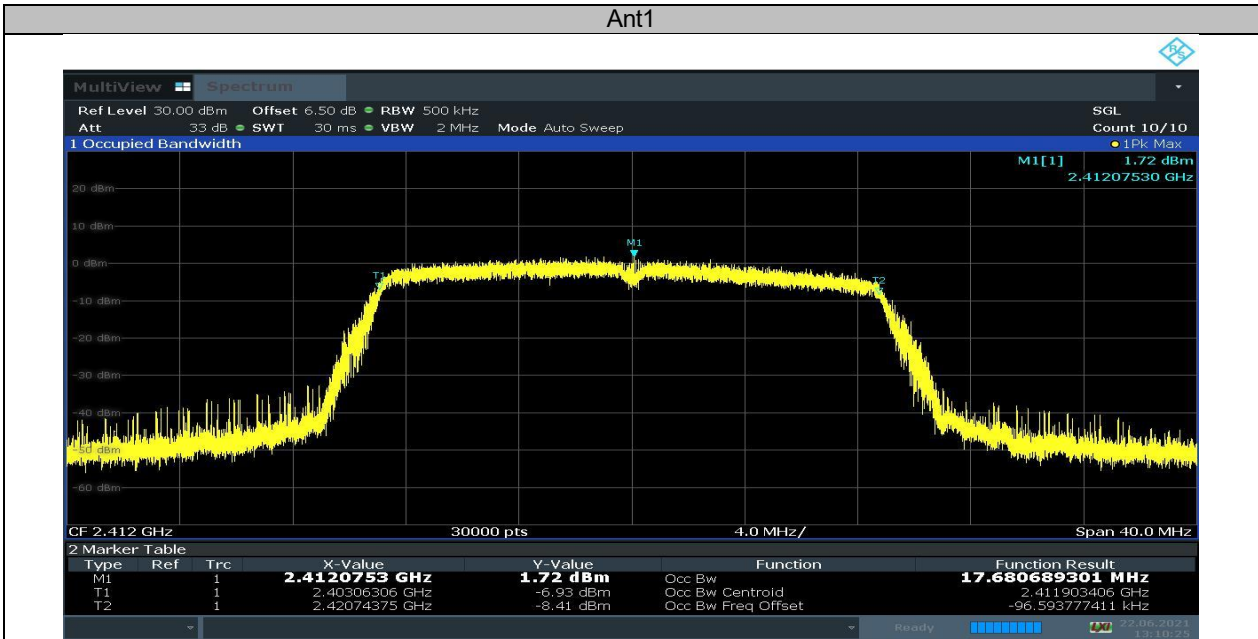 Ant1
R S
MultiView Spectrum
Ref Level 30.00 dBm Offset 6.50 dB RBW 500 kHz SGL
Att 33 dB SWT 30 ms VBW 2 MHz Mode Auto Sweep Count 10/10
1 Occupied Bandwidth 1Pk Max
M1[1] 1.72 dBm
2.41207530 GHz
20 dBm
10 dBm
M1
0 dBm
T1
T2
-10 dBm
-20 dBm
-30 dBm
-40 dBm
-50 dBm
-60 dBm
CF 2.412 GHz 30000 pts 4.0 MHz/ Span 40.0 MHz
2 Marker Table
Type Ref Trc X-Value Y-Value Function Function Result
M1 1 2.4120753 GHz 1.72 dBm Occ Bw 17.680689301 MHz
T1 1 2.40306306 GHz -6.93 dBm Occ Bw Centroid 2.411903406 GHz
T2 1 2.42074375 GHz -8.41 dBm Occ Bw Freq Offset -96.593777411 kHz
Ready LXI 22.06.2021
13:10:25